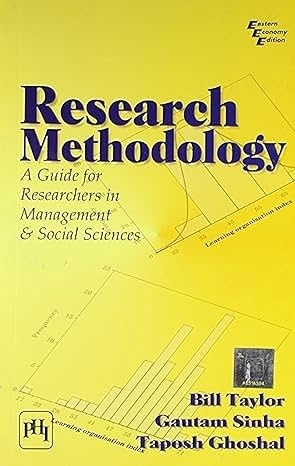 Eastern
Economy
Edition
Research
Methodology
A Guide for
Researchers in
Management
& Social Sciences
Learning organisation index
Frequency
Learning organisation index
Bill Taylor
Gautam Sinha
Taposh Ghoshal
PHI